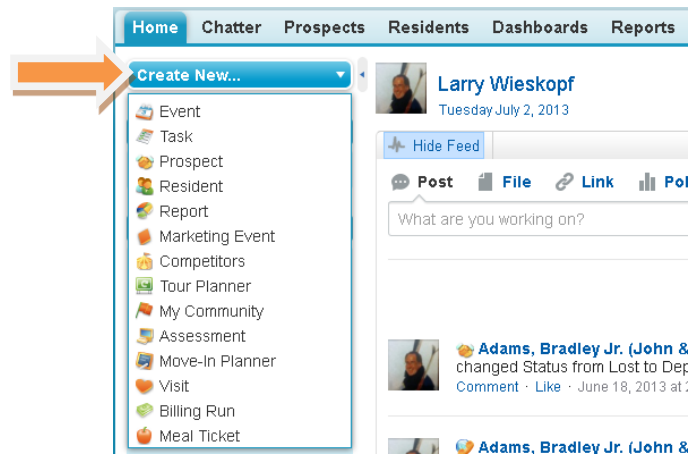 Home Chatter Prospects Residents Dashboards Reports
Create New...
Event
Task
Prospect
Resident
Report
Marketing Event
Competitors
Tour Planner
My Community
Assessment
Move-In Planner
Visit
Billing Run
Meal Ticket
Larry Wieskopf
Tuesday July 2, 2013
Hide Feed
Post File Link Pol
What are you working on?
Adams, Bradley Jr. (John &
changed Status from Lost to Dep
Comment · Like · June 18, 2013 at 2
Adams, Bradley Jr. (John &